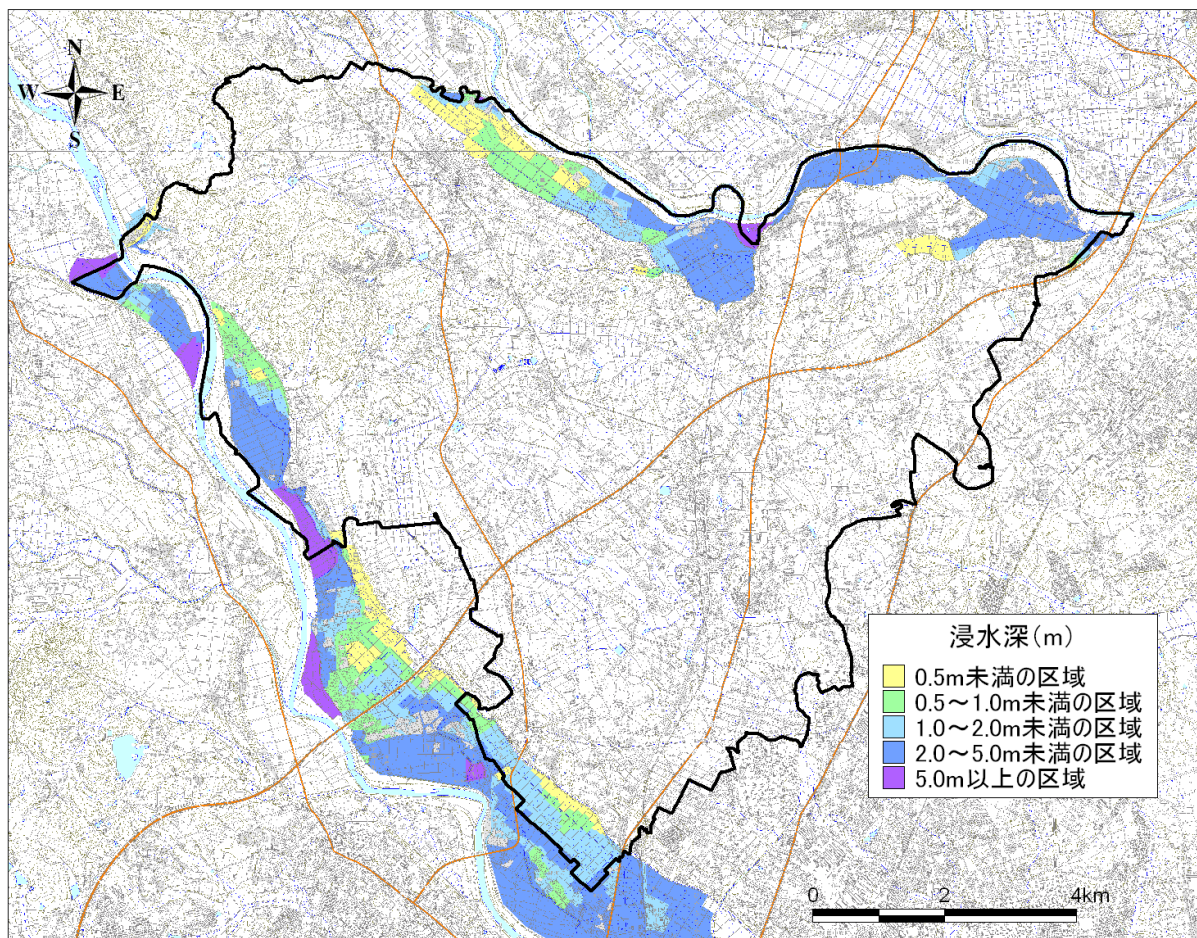 N
W E
S
浸水深(m)
0.5m未満の区域
0.5～1.0m未満の区域
1.0～2.0m未満の区域
2.0～5.0m未満の区域
5.0m以上の区域
0 2 4km